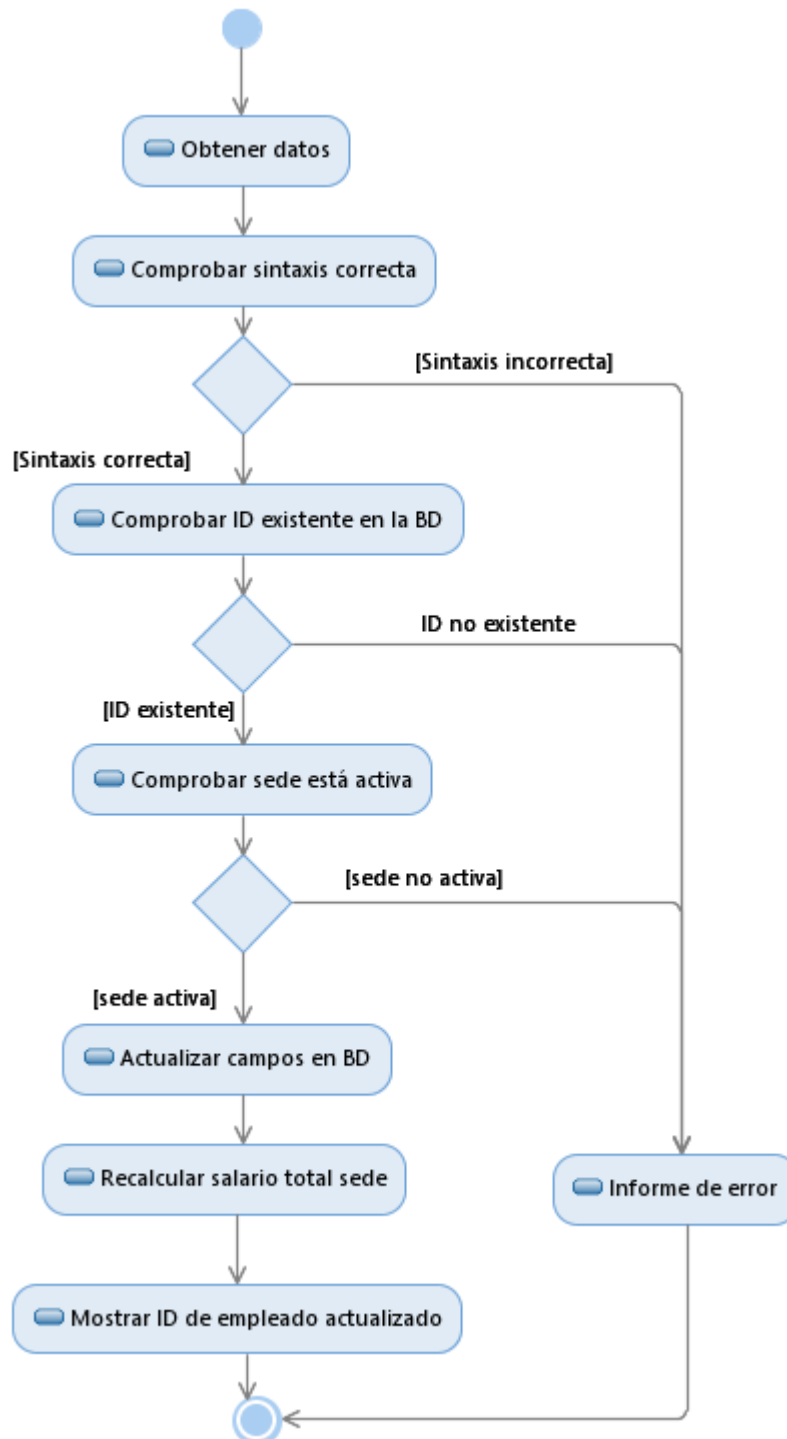 Obtener datos
Comprobar sintaxis correcta
[Sintaxis incorrecta]
[Sintaxis correcta]
Comprobar ID existente en la BD
ID no existente
[ID existente]
Comprobar sede está activa
[sede no activa]
[sede activa]
Actualizar campos en BD
Recalcular salario total sede
Informe de error
Mostrar ID de empleado actualizado